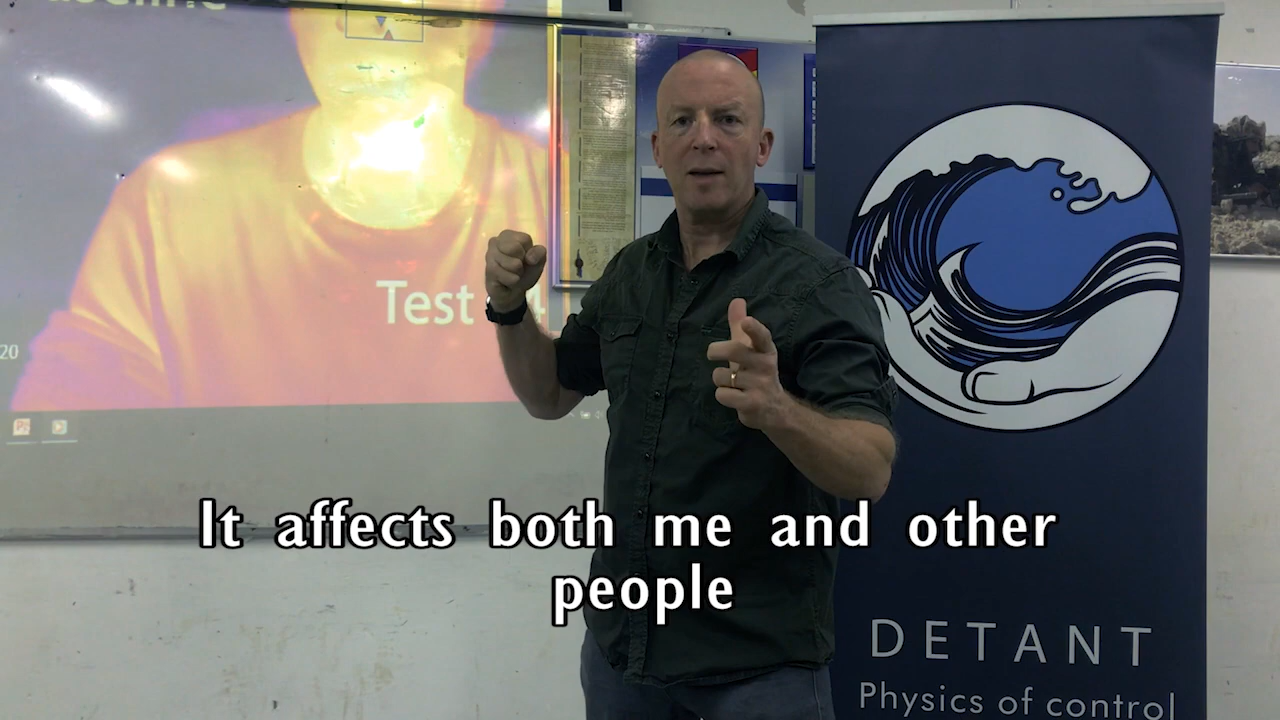 Test
20
It affects both me and other
people
DETANT
Physics of control